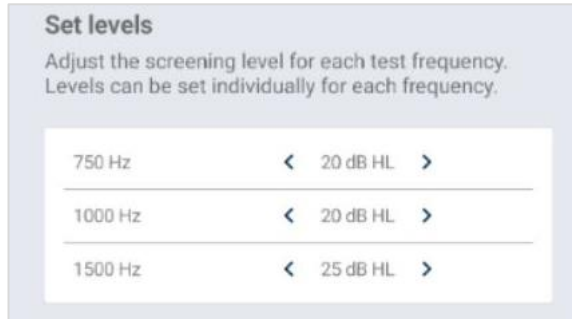 Set levels
Adjust the screening level for each test frequency.
Levels can be set individually for each frequency.
750 Hz < 20 dB HL >
1000 Hz < 20 dB HL >
1500 Hz < 25 dB HL >